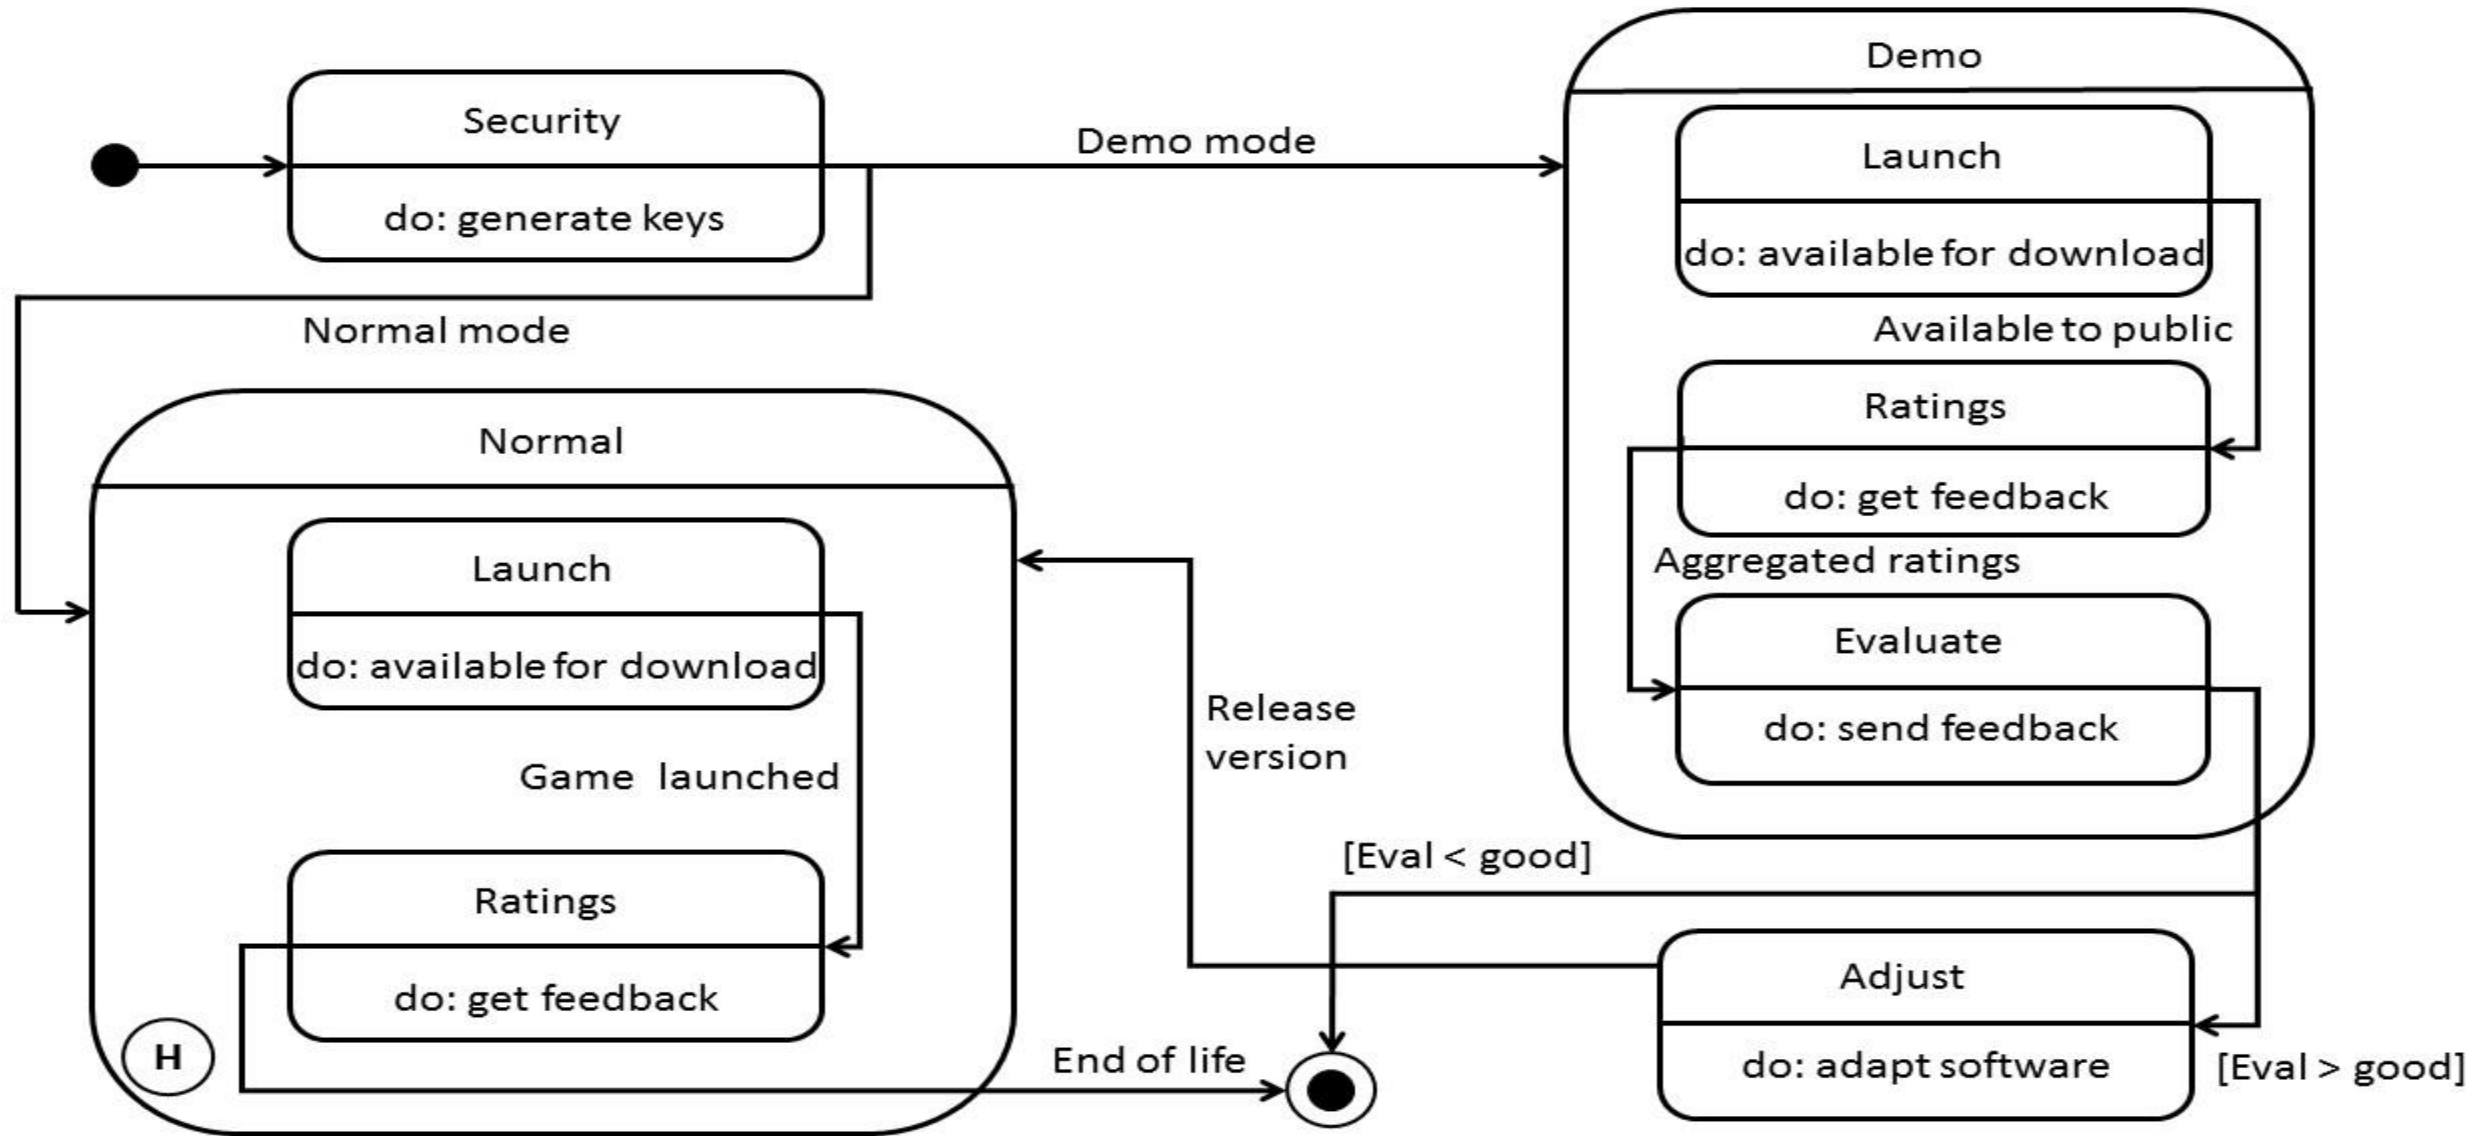 Security
do: generate keys
Demo mode
Normal mode
Demo
Launch
do: available for download
Available to public
Ratings
do: get feedback
Aggregated ratings
Evaluate
do: send feedback
Normal
Launch
do: available for download
Game launched
Ratings
do: get feedback
H
End of life
Release
version
[Eval < good]
Adjust
do: adapt software
[Eval > good]